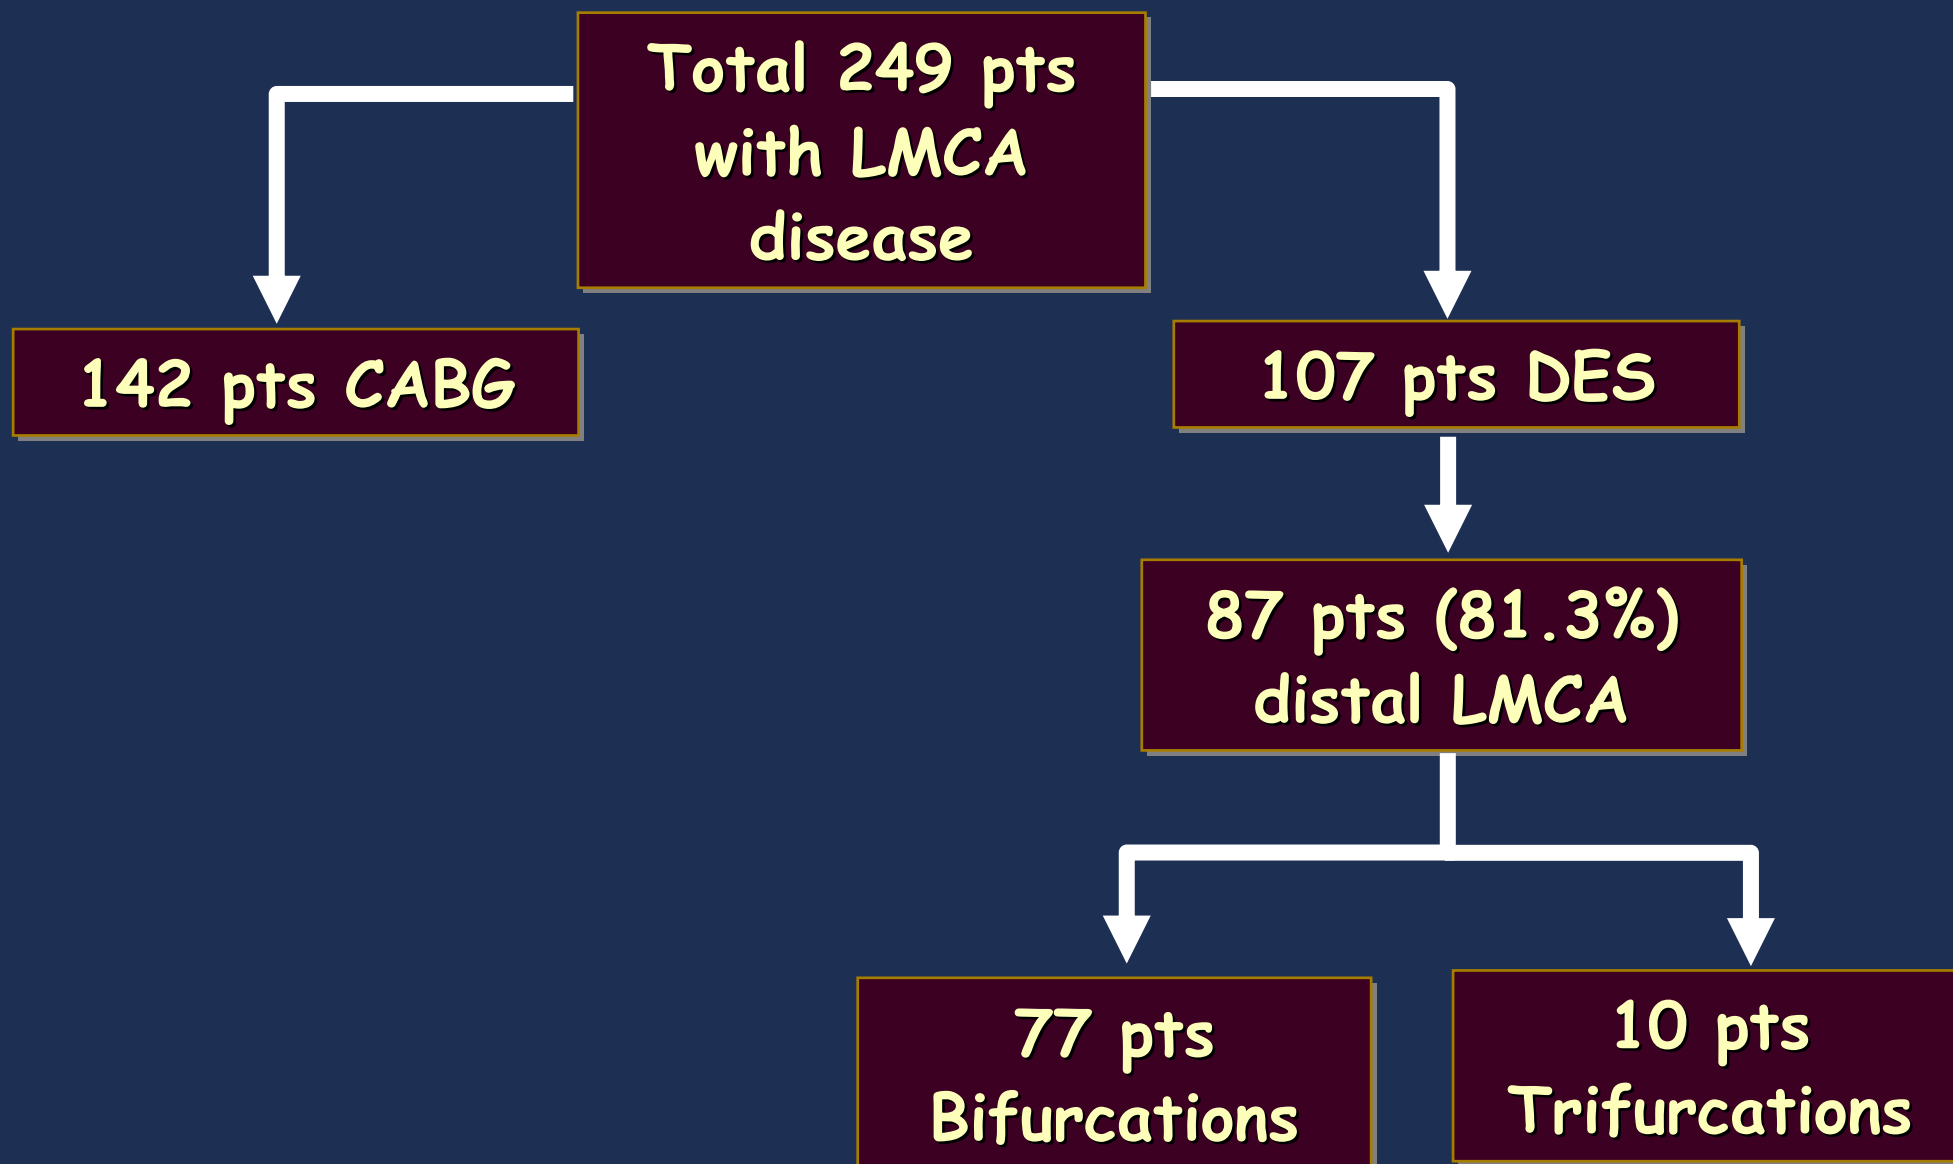 Total 249 pts
with LMCA
disease
142 pts CABG
107 pts DES
87 pts (81.3%)
distal LMCA
77 pts
Bifurcations
10 pts
Trifurcations